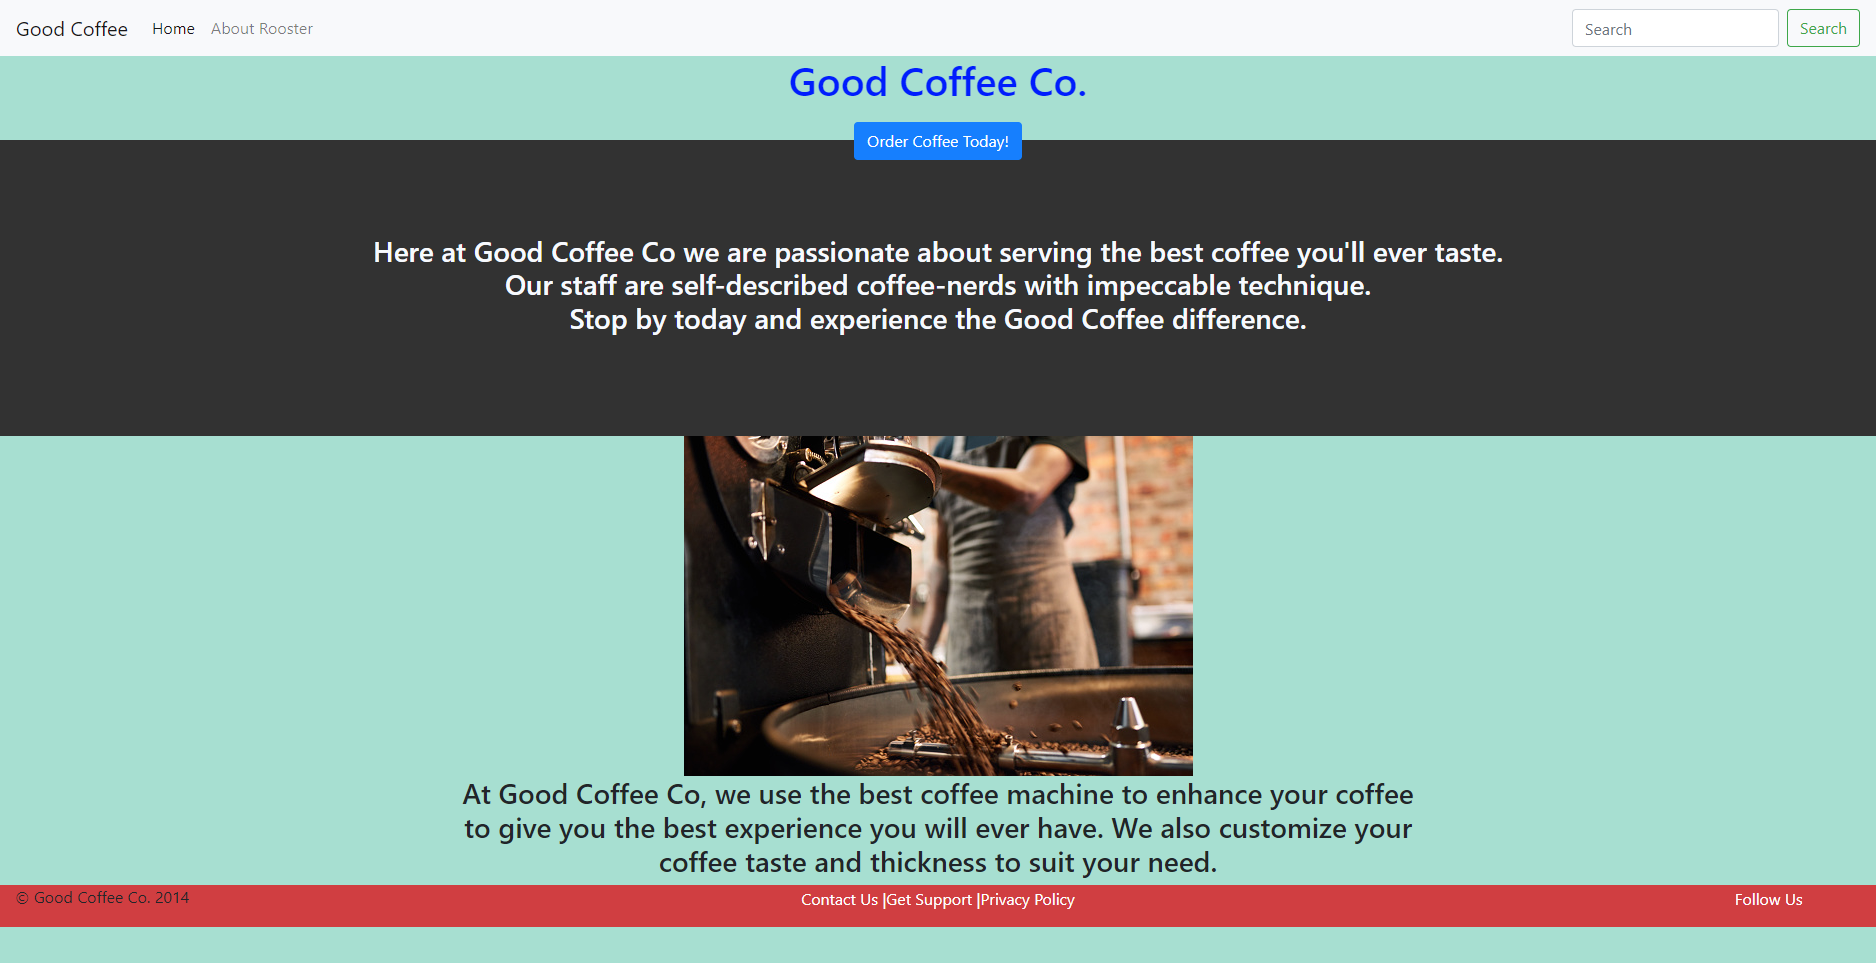 Good Coffee Home About Rooster Search Search
Good Coffee Co.
Order Coffee Today!
Here at Good Coffee Co we are passionate about serving the best coffee you'll ever taste.
Our staff are self-described coffee-nerds with impeccable technique.
Stop by today and experience the Good Coffee difference.
At Good Coffee Co, we use the best coffee machine to enhance your coffee
to give you the best experience you will ever have. We also customize your
coffee taste and thickness to suit your need.
© Good Coffee Co. 2014 Contact Us |Get Support |Privacy Policy Follow Us